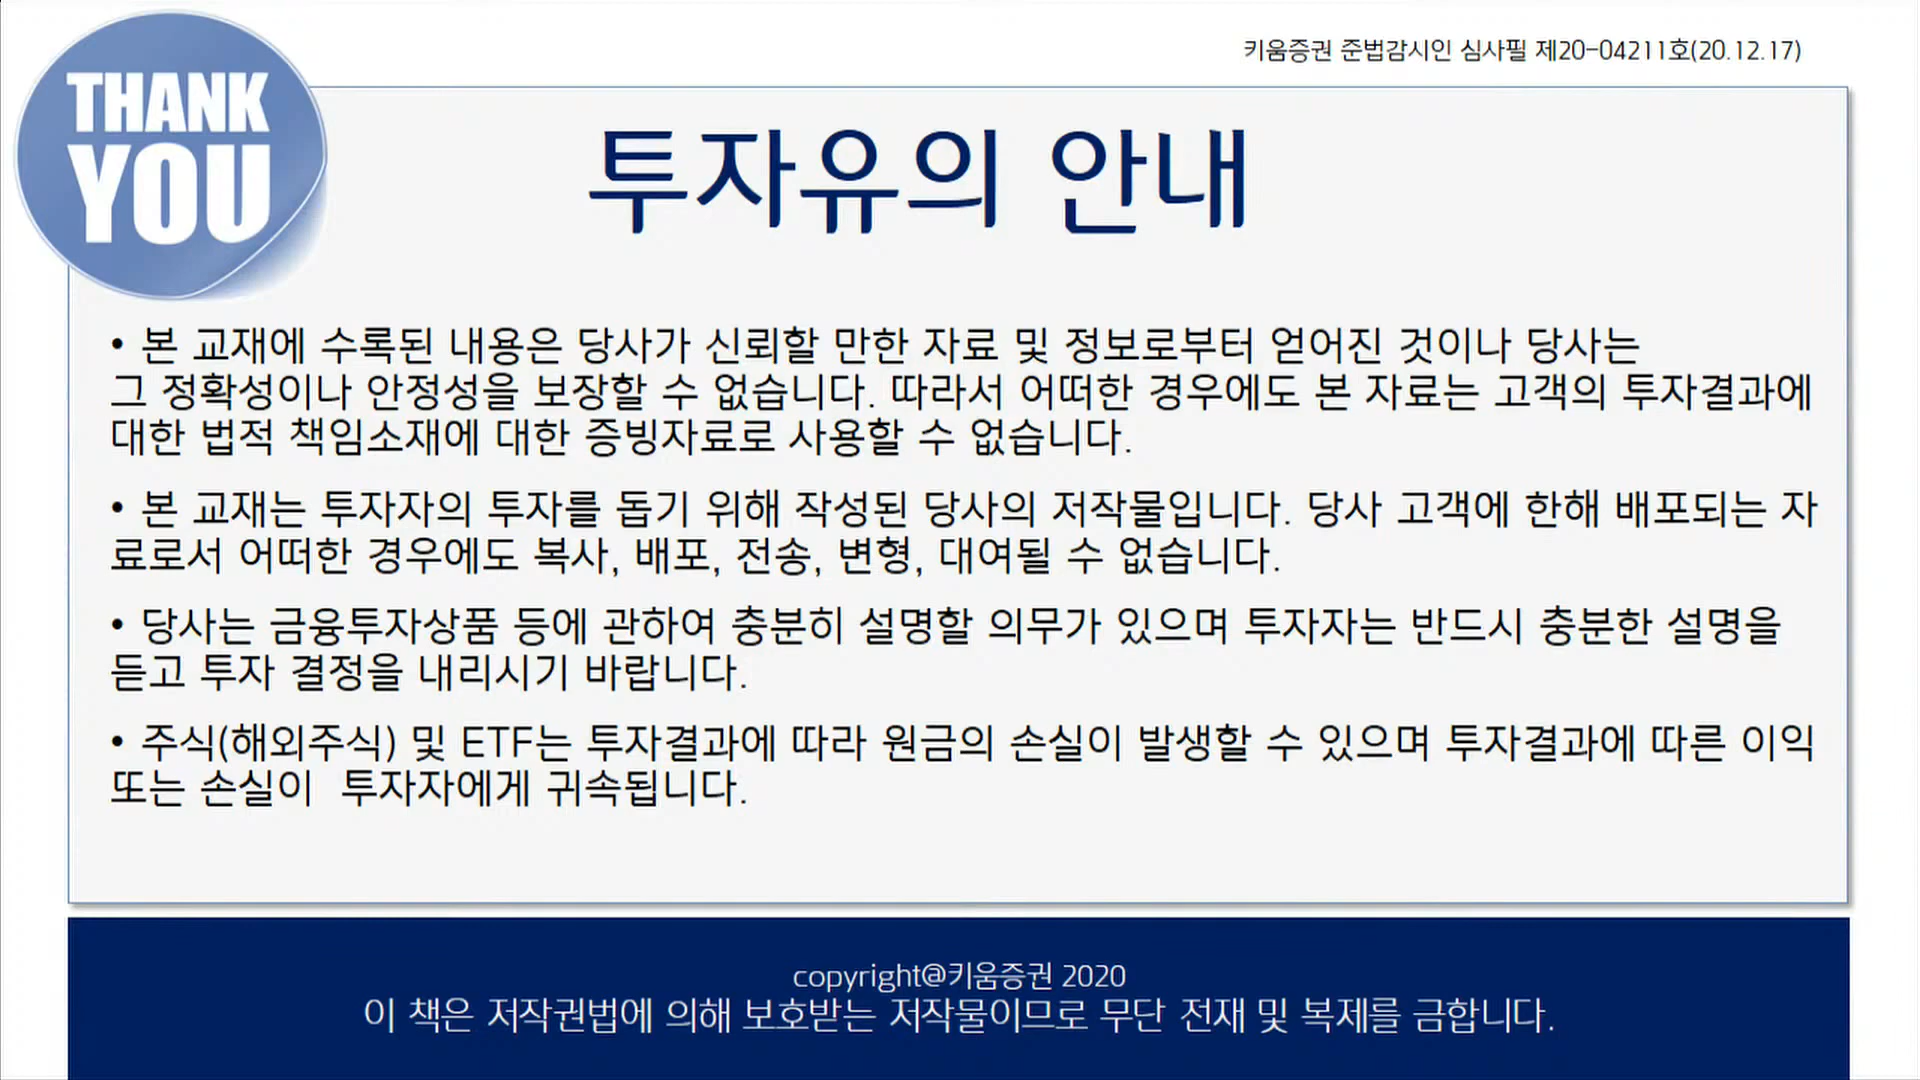 THANK
YOU
키움증권 준법감시인 심사필 제20-04211호(20.12.17)
투자유의 안내
• 본 교재에 수록된 내용은 당사가 신뢰할 만한 자료 및 정보로부터 얻어진 것이나 당사는
그 정확성이나 안정성을 보장할 수 없습니다. 따라서 어떠한 경우에도 본 자료는 고객의 투자결과에
대한 법적 책임소재에 대한 증빙자료로 사용할 수 없습니다.
• 본 교재는 투자자의 투자를 돕기 위해 작성된 당사의 저작물입니다. 당사 고객에 한해 배포되는 자
료로서 어떠한 경우에도 복사, 배포, 전송, 변형, 대여될 수 없습니다.
• 당사는 금융투자상품 등에 관하여 충분히 설명할 의무가 있으며 투자자는 반드시 충분한 설명을
듣고 투자 결정을 내리시기 바랍니다.
• 주식(해외주식) 및 ETF는 투자결과에 따라 원금의 손실이 발생할 수 있으며 투자결과에 따른 이익
또는 손실이 투자자에게 귀속됩니다.
copyright@키움증권 2020
이 책은 저작권법에 의해 보호받는 저작물이므로 무단 전재 및 복제를 금합니다.